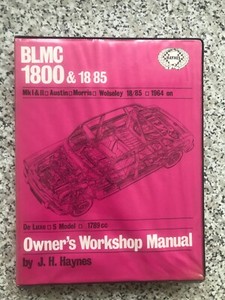 BLMC
1800 & 18 85
HAYNES
Mk I & II □ Austin □ Morris □ Wolseley 18/85 □ 1964 on
De Luxe □ S Model □ 1798 cc
Owner's Workshop Manual
by J. H. Haynes